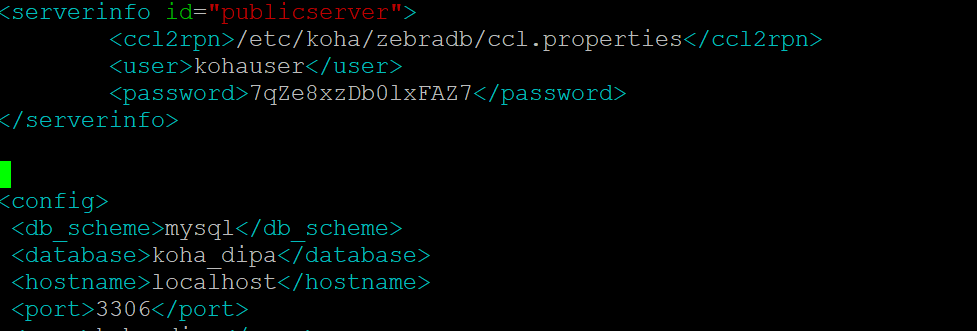 <serverinfo id="publicserver">
<ccl2rpn>/etc/koha/zebradb/ccl.properties</ccl2rpn>
<user>kohauser</user>
<password>7qZe8xzDb0lxFAZ7</password>
</serverinfo>
<config>
<db_scheme>mysql</db_scheme>
<database>koha_dipa</database>
<hostname>localhost</hostname>
<port>3306</port>